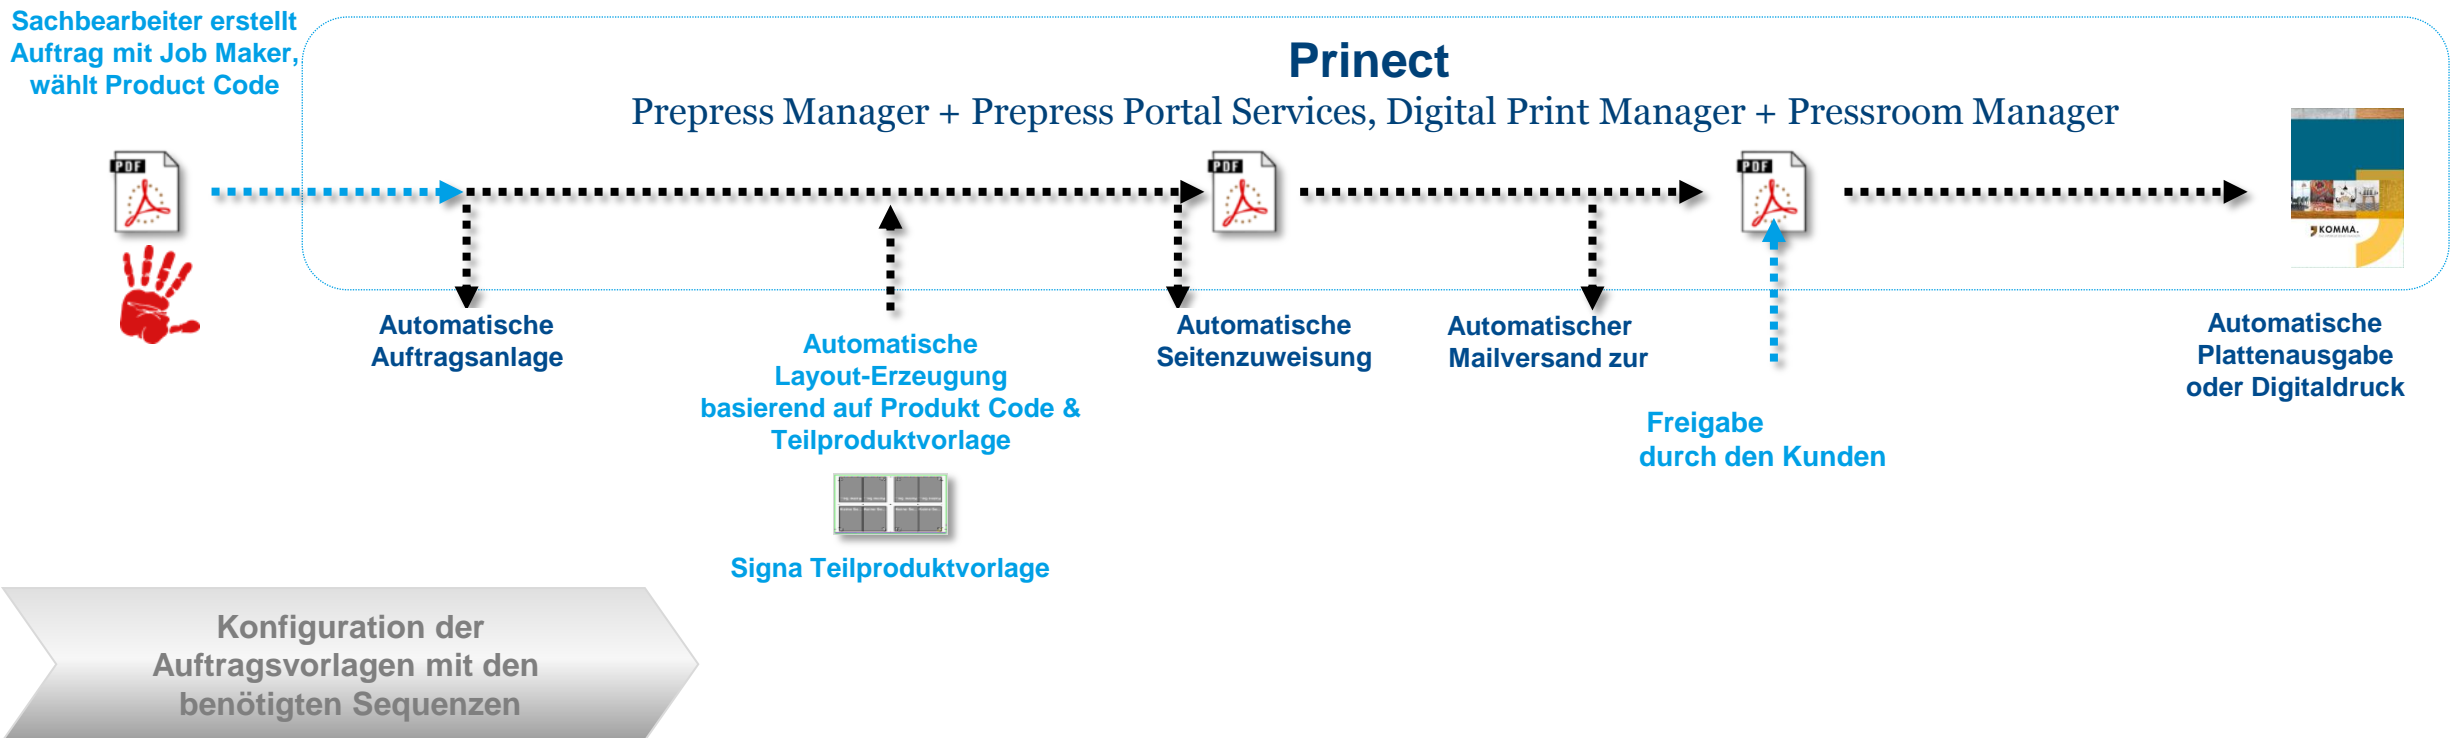 Sachbearbeiter erstellt
Auftrag mit Job Maker,
wählt Product Code
Prinect
Prepress Manager + Prepress Portal Services, Digital Print Manager + Pressroom Manager
PDF
PDF
PDF
KOMMA.
Automatische
Auftragsanlage
Automatische
Layout-Erzeugung
basierend auf Produkt Code &
Teilproduktvorlage
Signa Teilproduktvorlage
Automatische
Seitenzuweisung
Automatischer
Mailversand zur
Freigabe
durch den Kunden
Automatische
Plattenausgabe
oder Digitaldruck
Konfiguration der
Auftragsvorlagen mit den
benötigten Sequenzen